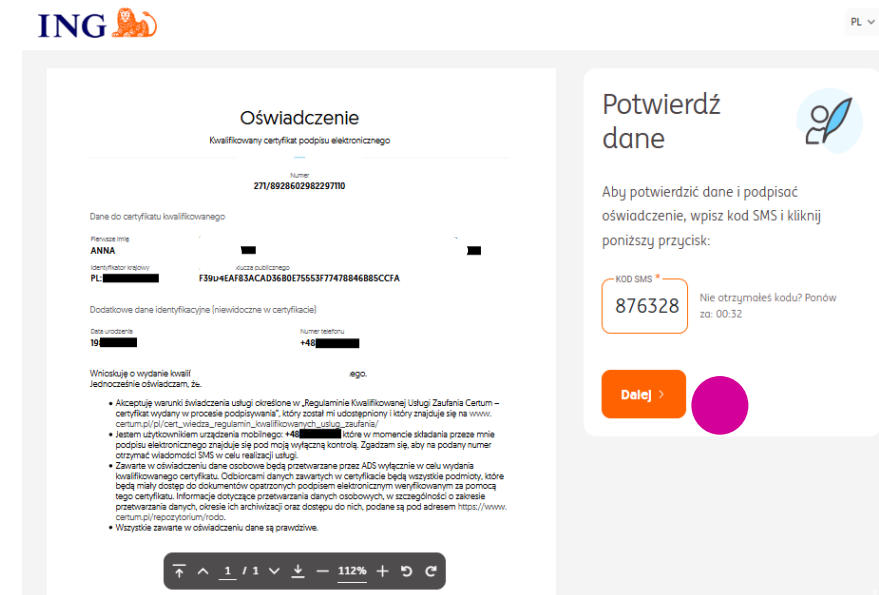 ING
PL
Oświadczenie
Kwalifikowany certyfikat podpisu elektronicznego
Numer
271/8928602982297110
Dane do certyfikatu kwalifikowanego
Pierwsze imię
ANNA
Identyfikator krajowy
klucza publicznego
PL:
F39D4EAF83ACAD36B0E75553F77478846B85CCFA
Dodatkowe dane identyfikacyjne (niewidoczne w certyfikacie)
Data urodzenia
Numer telefonu
19
+48
Wnioskuję o wydanie kwalif ego.
Jednocześnie oświadczam, że
• Akceptuję warunki świadczenia usługi określone w „Regulaminie Kwalifikowanej Usługi Zaufania Certum –
certyfikat wydany w procesie podpisywania", który został mi udostępniony i który znajduje się na www.
certum.pl/pl/cert_wiedza_regulamin_kwalifikowanych_uslug_zaufania/
• Jestem użytkownikiem urządzenia mobilnego: +48 które w momencie składania przeze mnie
podpisu elektronicznego znajduje się pod moją wyłączną kontrolą. Zgadzam się, aby na podany numer
otrzymać wiadomości SMS w celu realizacji usługi.
• Zawarte w oświadczeniu dane osobowe będą przetwarzane przez ADS wyłącznie w celu wydania
kwalifikowanego certyfikatu. Odbiorcami danych zawartych w certyfikacie będą wszystkie podmioty, które
będą miały dostęp do dokumentów opatrzonych podpisem elektronicznym weryfikowanym za pomocą
tego certyfikatu. Informacje dotyczące przetwarzania danych osobowych, w szczególności o zakresie
przetwarzania danych, okresie ich archiwizacji oraz dostępu do nich, podane są pod adresem https://www.
certum.pl/repozytorium/rodo.
• Wszystkie zawarte w oświadczeniu dane są prawdziwe.
1 / 1
112%
Potwierdź
dane
Aby potwierdzić dane i podpisać
oświadczenie, wpisz kod SMS i kliknij
poniższy przycisk:
KOD SMS *
876328
Nie otrzymałeś kodu? Ponów
za: 00:32
Dalej